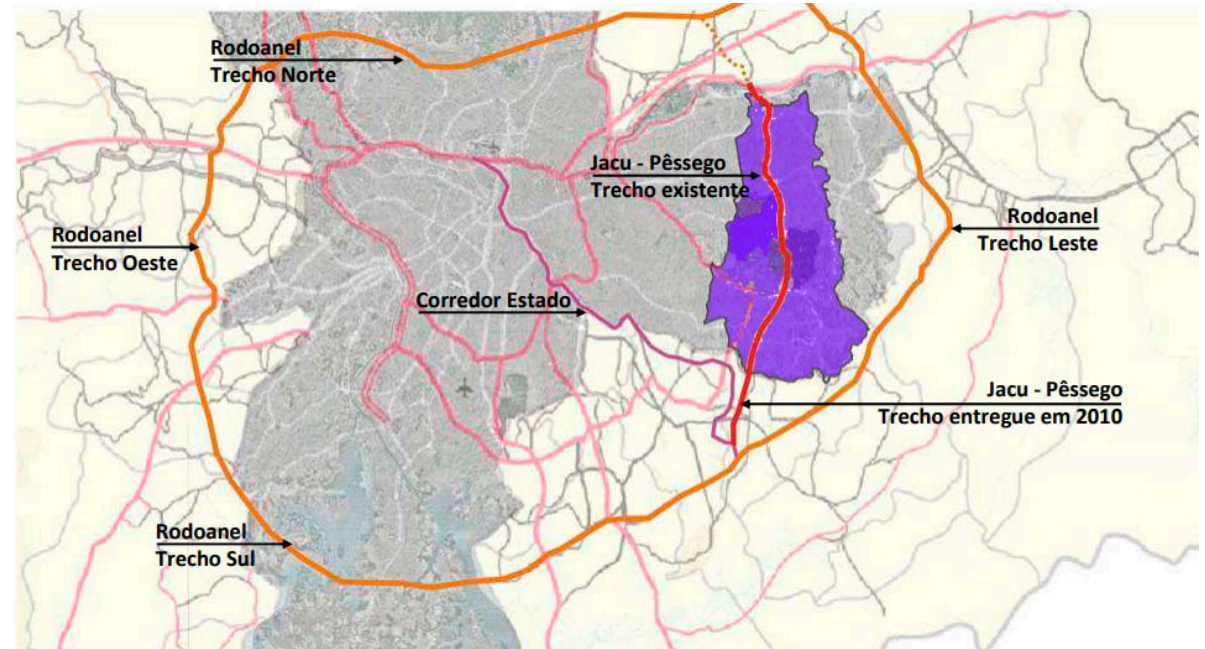 Rodoanel
Trecho Norte
Jacu - Pêssego
Trecho existente
Rodoanel
Trecho Leste
Rodoanel
Trecho Oeste
Corredor Estado
Jacu - Pêssego
Trecho entregue em 2010
Rodoanel
Trecho Sul